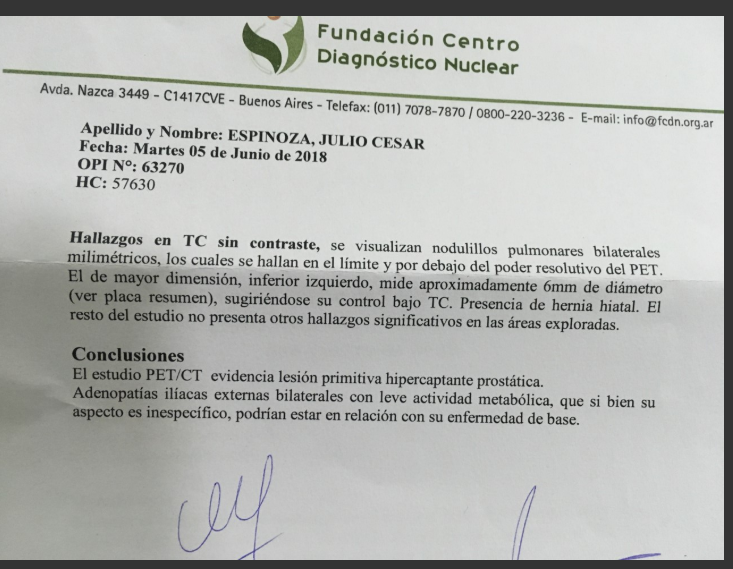 Fundación Centro
Diagnóstico Nuclear
Avda. Nazca 3449 - C1417CVE - Buenos Aires - Telefax: (011) 7078-7870 / 0800-220-3236 - E-mail: info@fcdn.org.ar
Apellido y Nombre: ESPINOZA, JULIO CESAR
Fecha: Martes 05 de Junio de 2018
OPI Nº: 63270
HC: 57630
Hallazgos en TC sin contraste, se visualizan nodulillos pulmonares bilaterales
milimétricos, los cuales se hallan en el límite y por debajo del poder resolutivo del PET.
El de mayor dimensión, inferior izquierdo, mide aproximadamente 6mm de diámetro
(ver placa resumen), sugiriéndose su control bajo TC. Presencia de hernia hiatal. El
resto del estudio no presenta otros hallazgos significativos en las áreas exploradas.
Conclusiones
El estudio PET/CT evidencia lesión primitiva hipercaptante prostática.
Adenopatías ilíacas externas bilaterales con leve actividad metabólica, que si bien su
aspecto es inespecífico, podrían estar en relación con su enfermedad de base.